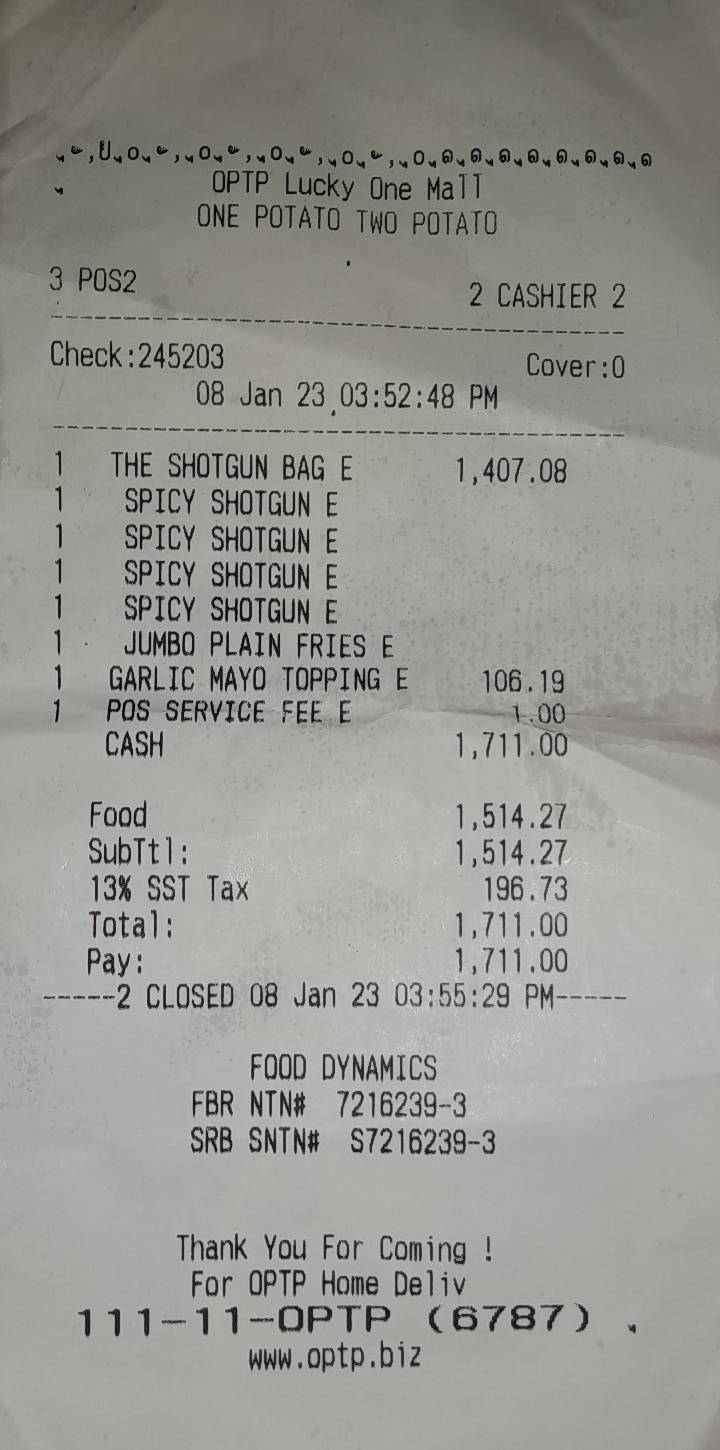 OPTP Lucky One Mall
ONE POTATO TWO POTATO
3 POS2 2 CASHIER 2
Check:245203 Cover:0
08 Jan 23 03:52:48 PM
1 THE SHOTGUN BAG E 1,407.08
1 SPICY SHOTGUN E
1 SPICY SHOTGUN E
1 SPICY SHOTGUN E
1 SPICY SHOTGUN E
1 JUMBO PLAIN FRIES E
1 GARLIC MAYO TOPPING E 106.19
1 POS SERVICE FEE E 1.00
CASH 1,711.00
Food 1,514.27
SubTtl: 1,514.27
13% SST Tax 196.73
Total: 1,711.00
Pay: 1,711.00
-----2 CLOSED 08 Jan 23 03:55:29 PM-----
FOOD DYNAMICS
FBR NTN# 7216239-3
SRB SNTN# S7216239-3
Thank You For Coming !
For OPTP Home Deliv
111-11-OPTP (6787) .
www.optp.biz